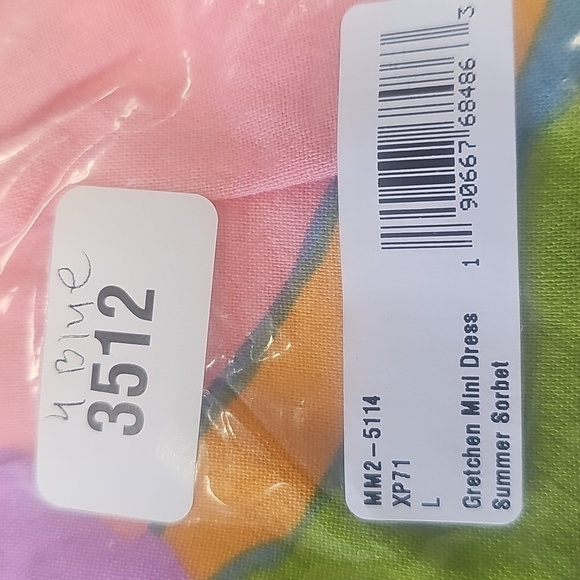 4 Blue
3512
MM2-5114
XP71
L
Gretchen Mini Dress
Summer Sorbet
1 90667 68486 3